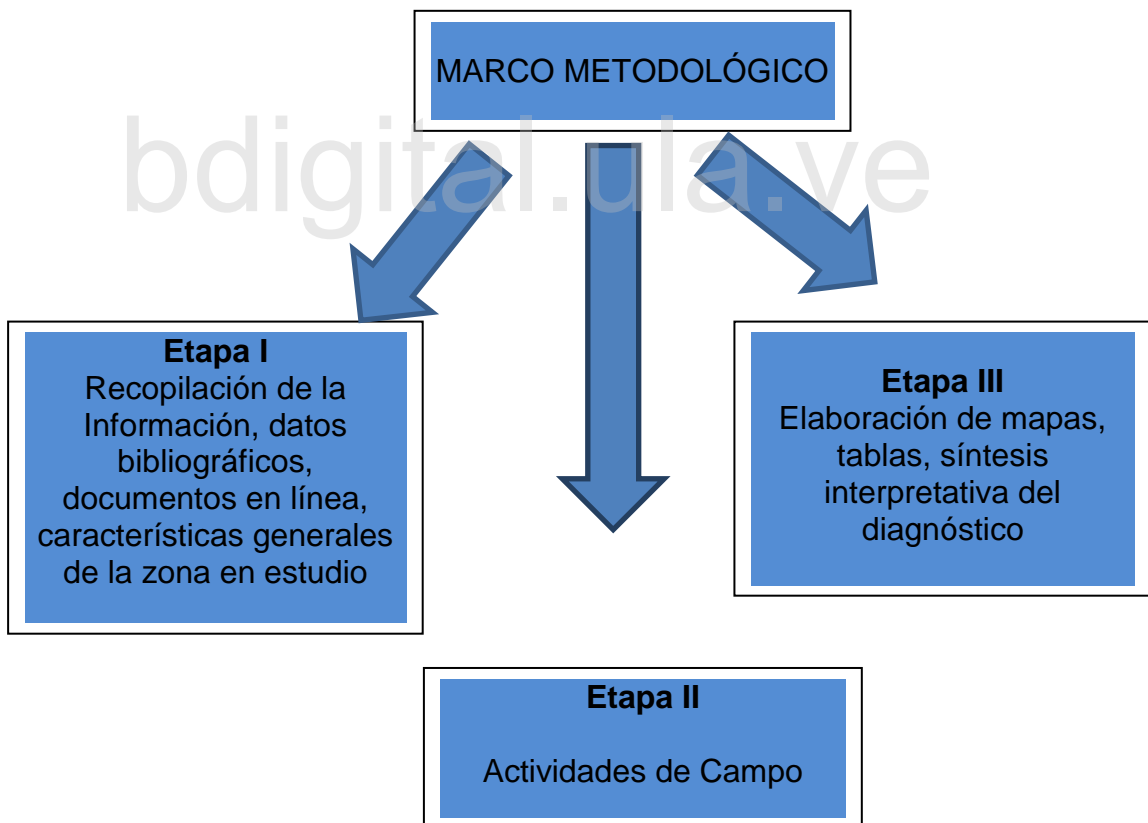 MARCO METODOLÓGICO
bdigital.ula.ve
Etapa I
Recopilación de la
Información, datos
bibliográficos,
documentos en línea,
características generales
de la zona en estudio
Etapa III
Elaboración de mapas,
tablas, síntesis
interpretativa del
diagnóstico
Etapa II
Actividades de Campo